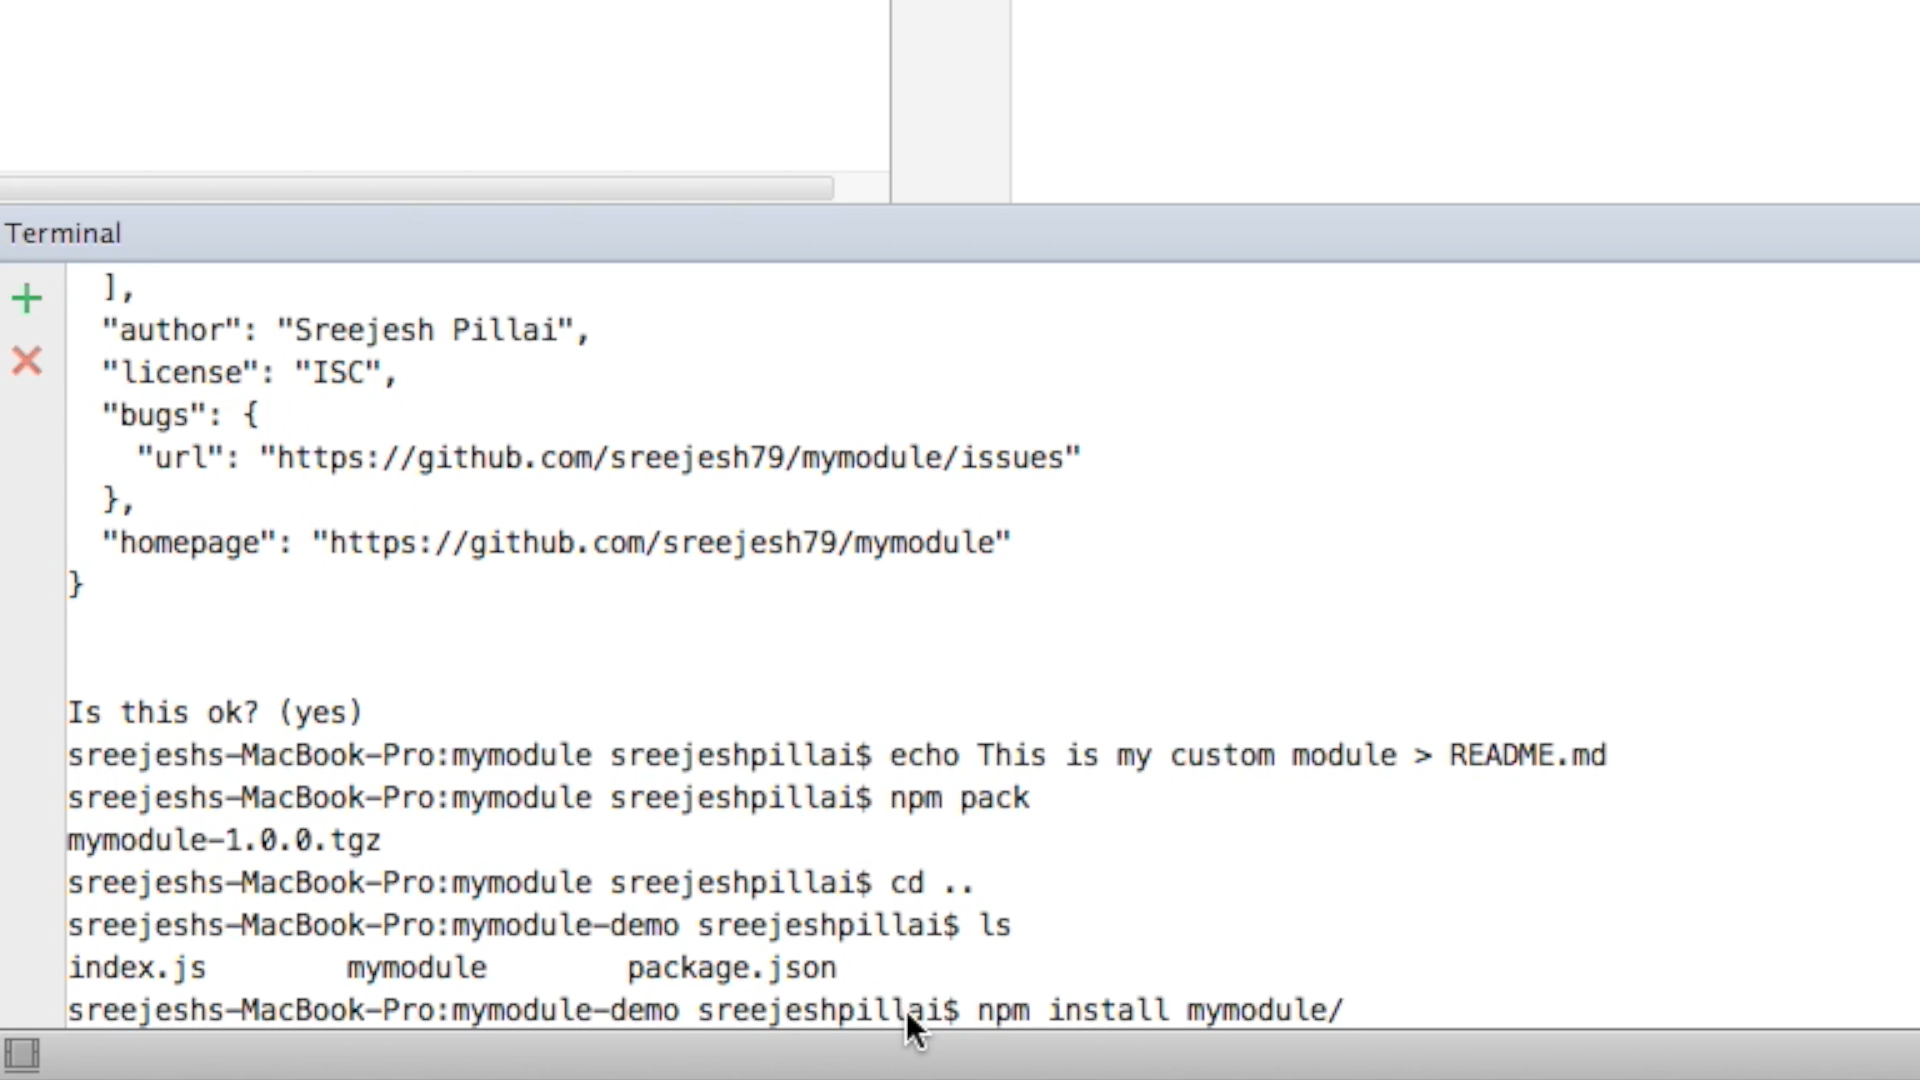 Terminal
],
"author": "Sreejesh Pillai",
"license": "ISC",
"bugs": {
"url": "https://github.com/sreejesh79/mymodule/issues"
},
"homepage": "https://github.com/sreejesh79/mymodule"
}
Is this ok? (yes)
sreejeshs-MacBook-Pro:mymodule sreejeshpillai$ echo This is my custom module > README.md
sreejeshs-MacBook-Pro:mymodule sreejeshpillai$ npm pack
mymodule-1.0.0.tgz
sreejeshs-MacBook-Pro:mymodule sreejeshpillai$ cd ..
sreejeshs-MacBook-Pro:mymodule-demo sreejeshpillai$ ls
index.js mymodule package.json
sreejeshs-MacBook-Pro:mymodule-demo sreejeshpillai$ npm install mymodule/